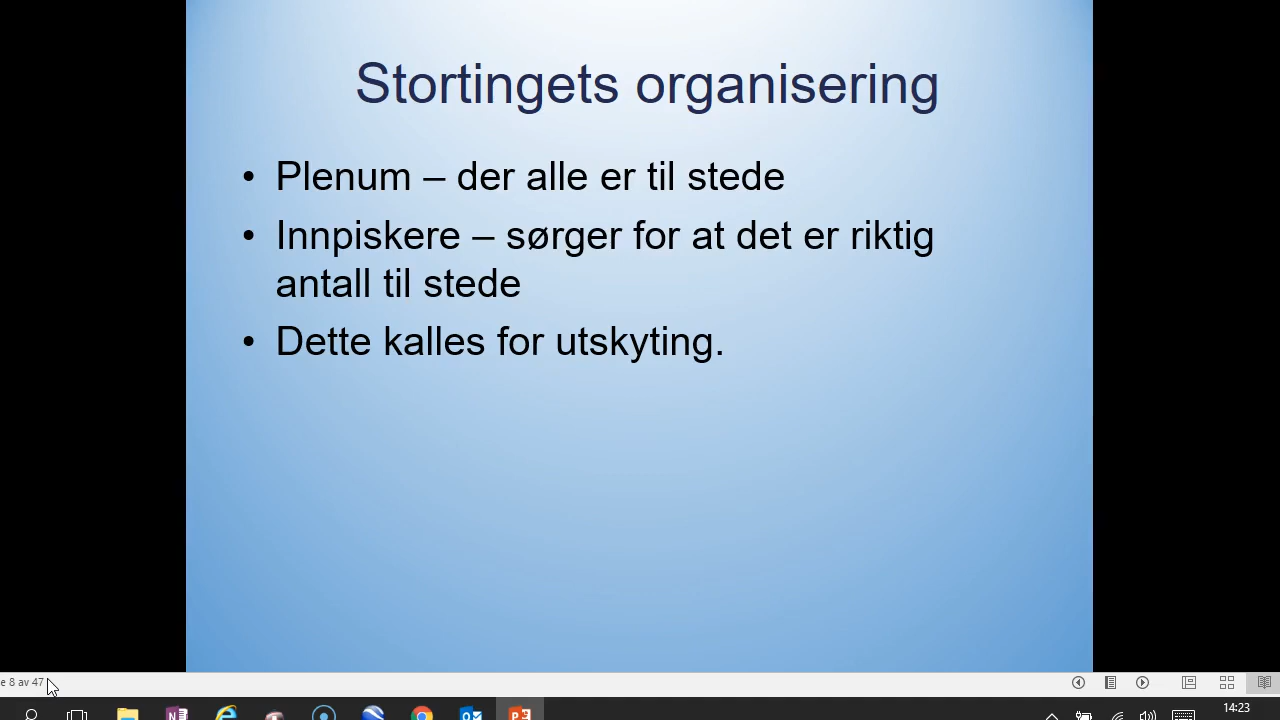 Stortingets organisering
• Plenum – der alle er til stede
• Innpiskere – sørger for at det er riktig
antall til stede
• Dette kalles for utskyting.
e 8 av 47
14:23